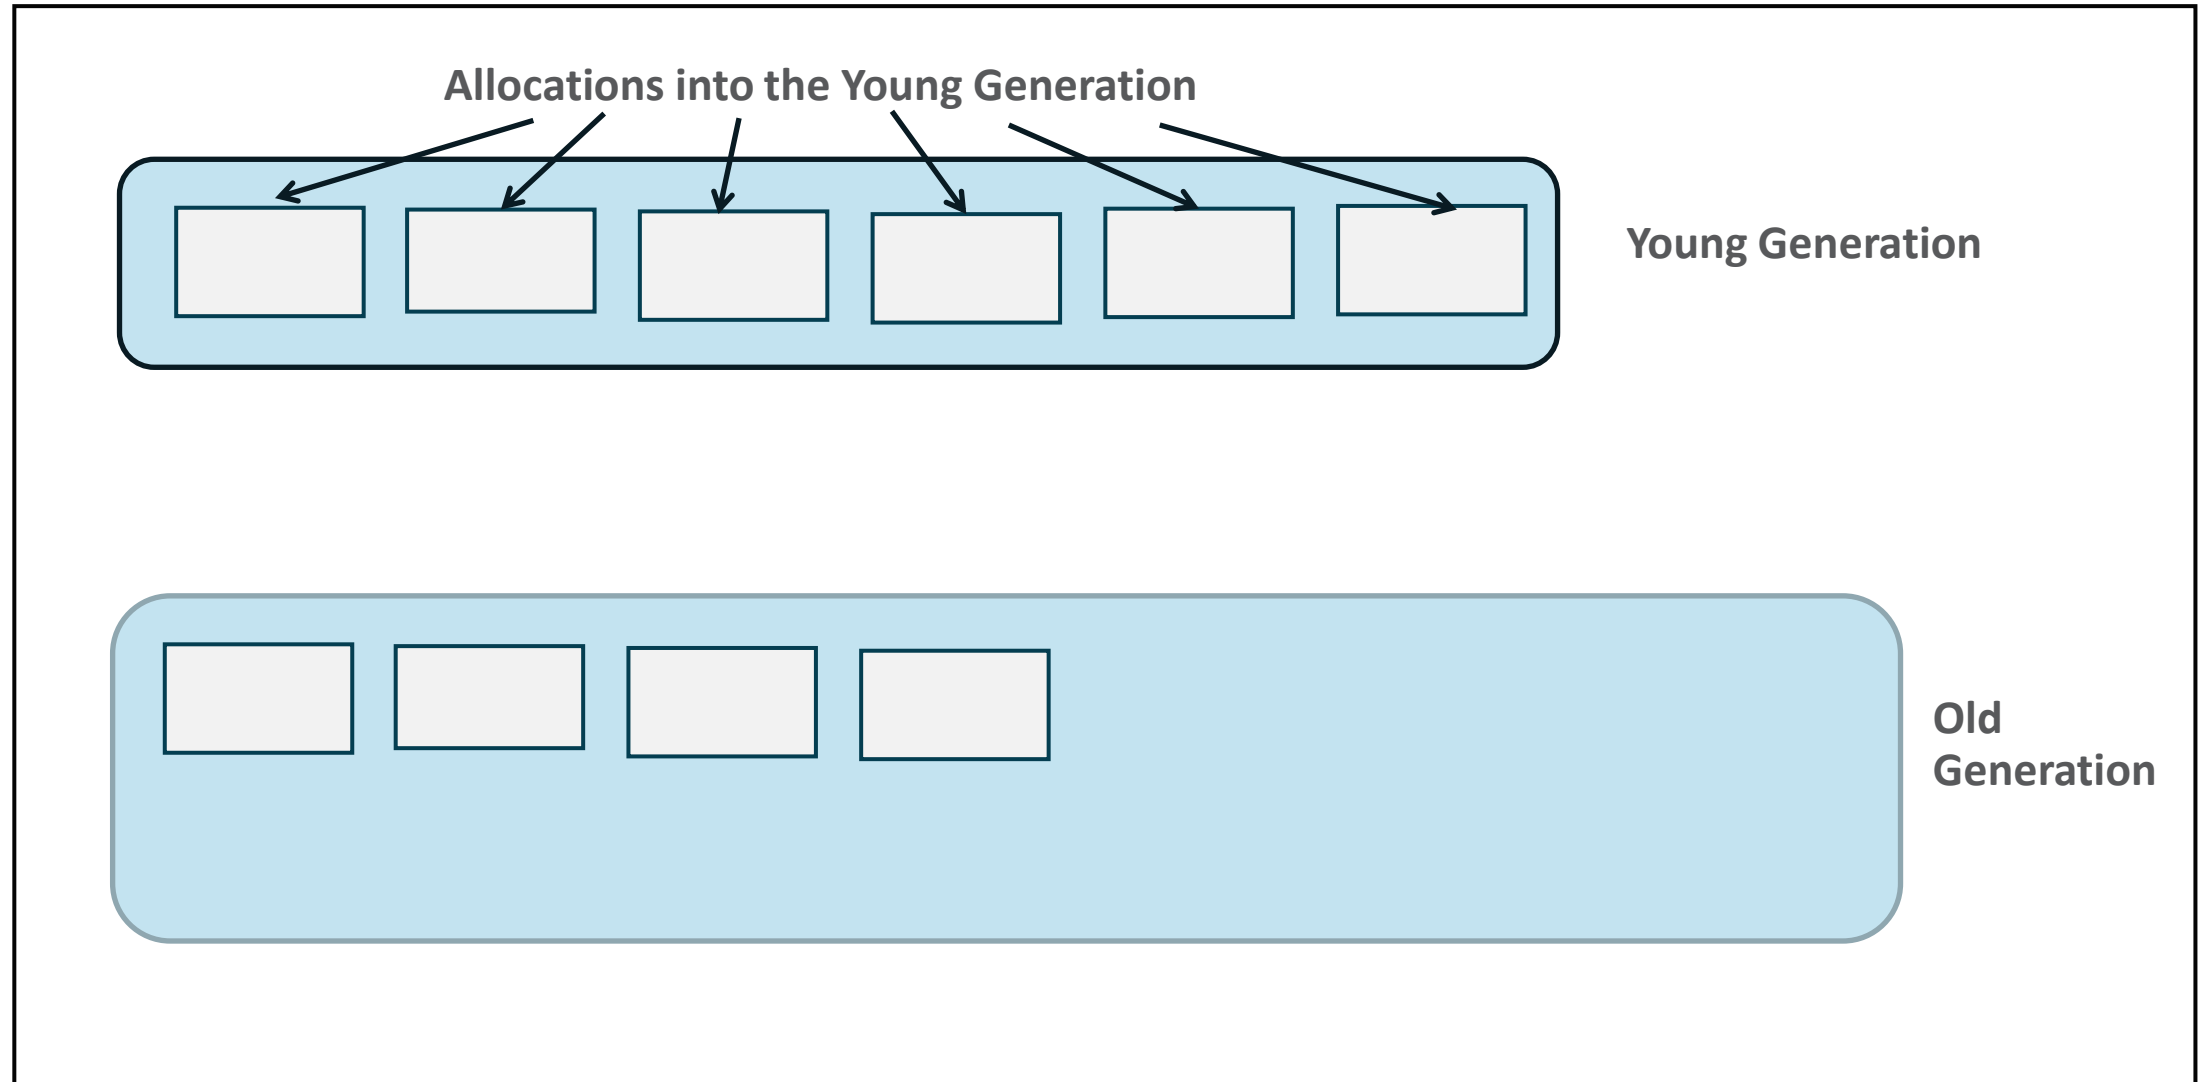 Allocations into the Young Generation
Young Generation
Old
Generation